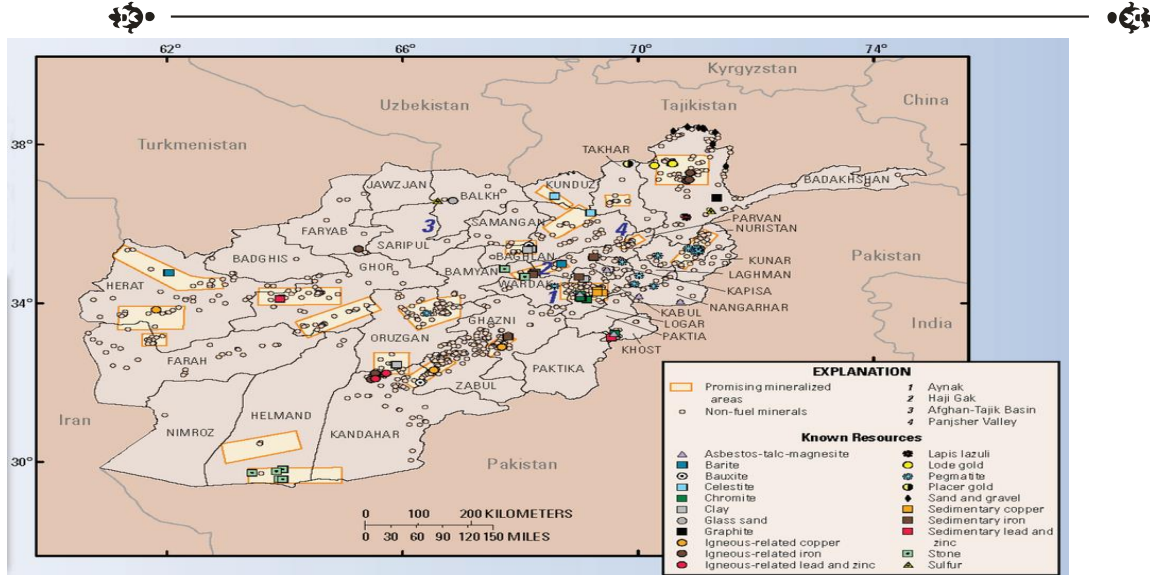 62° 66° 70° 74°
Kyrgyzstan
Uzbekistan Tajikistan China
Turkmenistan
38°
TAKHAR
BADAKHSHAN
JAWZJAN KUNDUZ
BALKH
PARVAN
3 SAMANGAN 4 NURISTAN
FARYAB
SARIPUL
BADGHIS BAGHLAN KUNAR Pakistan
GHOR BAMYAN 2 LAGHMAN
HERAT WARDAK KAPISA
34° 1 NANGARHAR
KABUL
GHAZNI LOGAR India
ORUZGAN PAKTIA
KHOST
FARAH
PAKTIKA
ZABUL
Iran HELMAND
NIMROZ KANDAHAR
30° Pakistan
0 100 200 KILOMETERS
0 30 60 90 120 150 MILES
EXPLANATION
Promising mineralized areas
Non-fuel minerals
1 Aynak
2 Haji Gak
3 Afghan-Tajik Basin
4 Panjsher Valley
Known Resources
Asbestos-talc-magnesite
Barite
Bauxite
Celestite
Chromite
Clay
Glass sand
Graphite
Igneous-related copper
Igneous-related iron
Igneous-related lead and zinc
Lapis lazuli
Lode gold
Pegmatite
Placer gold
Sand and gravel
Sedimentary copper
Sedimentary iron
Sedimentary lead and
zinc
Stone
Sulfur